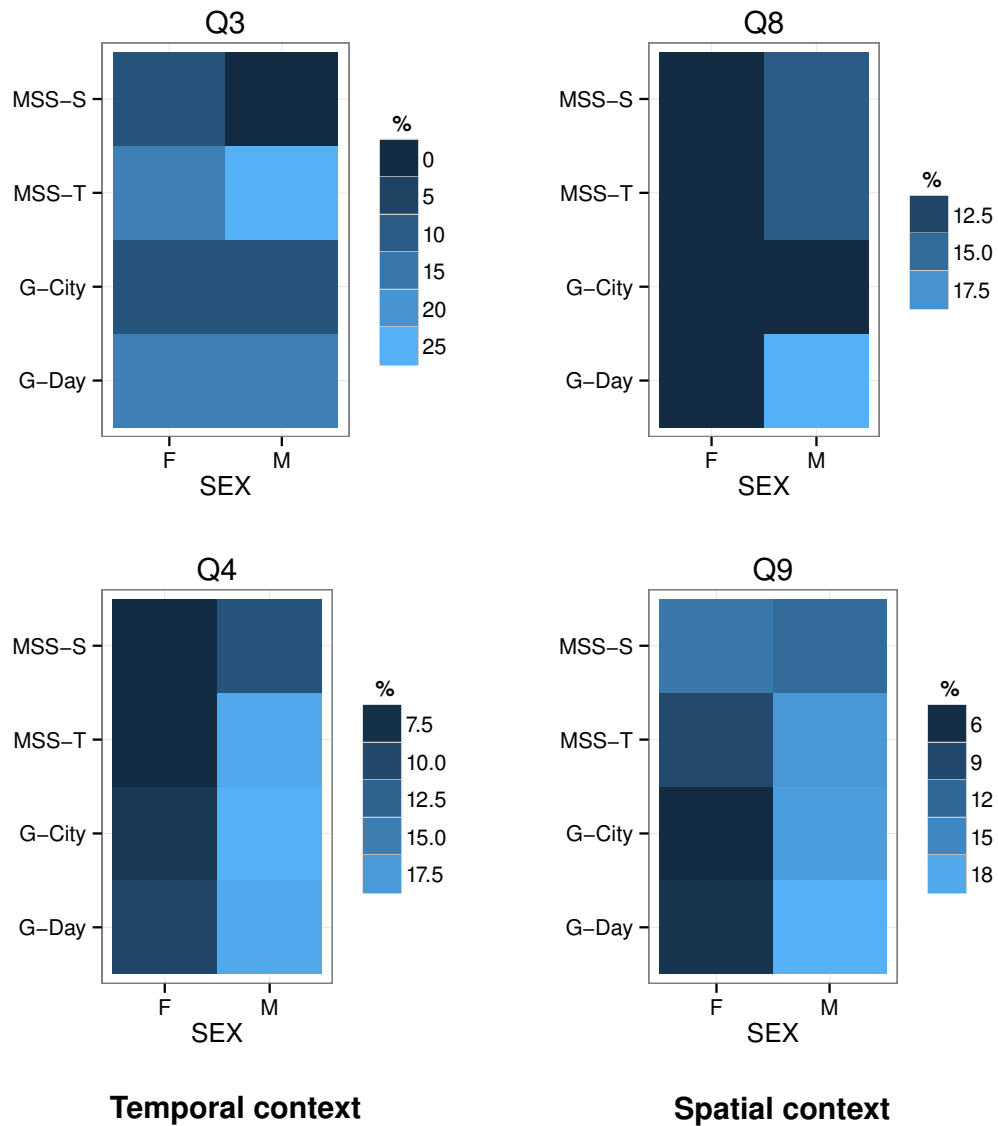 Q3
MSS−S
MSS−T
G−City
G−Day
F M
SEX
%
0
5
10
15
20
25
Q8
MSS−S
MSS−T
G−City
G−Day
F M
SEX
%
12.5
15.0
17.5
Q4
MSS−S
MSS−T
G−City
G−Day
F M
SEX
%
7.5
10.0
12.5
15.0
17.5
Q9
MSS−S
MSS−T
G−City
G−Day
F M
SEX
%
6
9
12
15
18
Temporal context
Spatial context